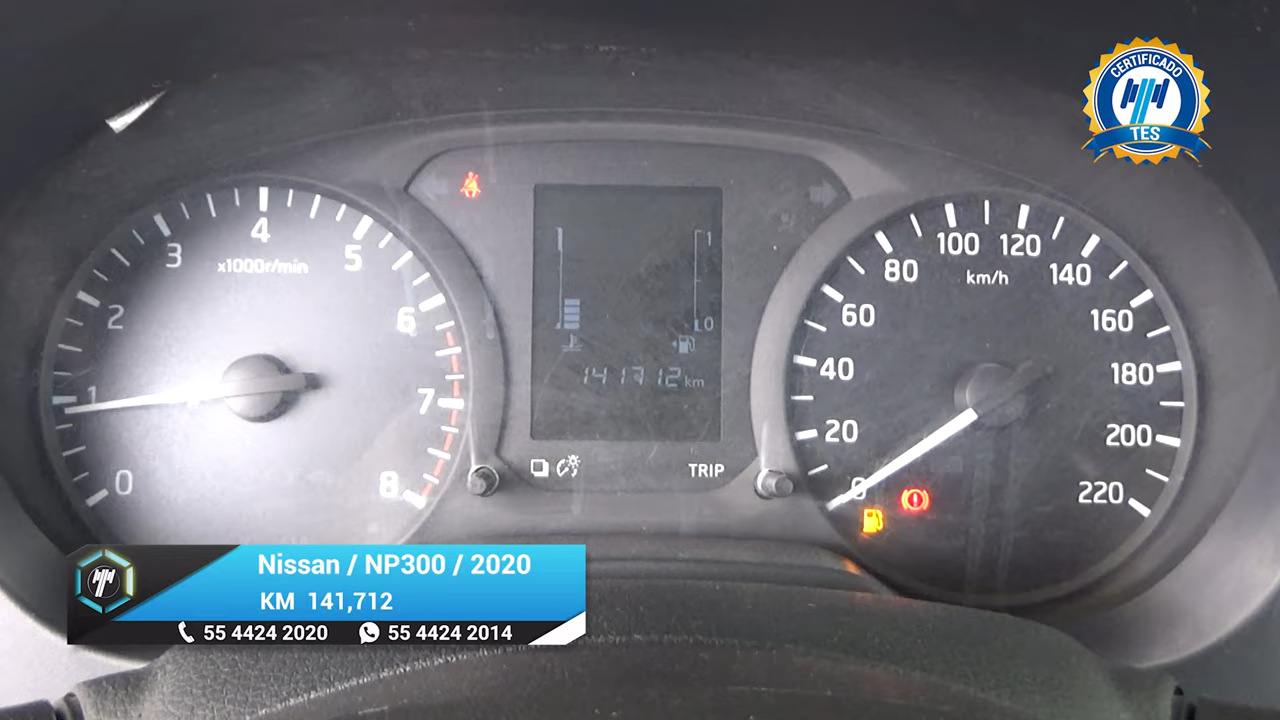 CERTIFICADO
TES
0
1
2
3
4
5
6
7
8
x1000r/min
1
0
141712 km
TRIP
0
20
40
60
80
100
120
140
160
180
200
220
km/h
Nissan / NP300 / 2020
KM 141,712
55 4424 2020 55 4424 2014